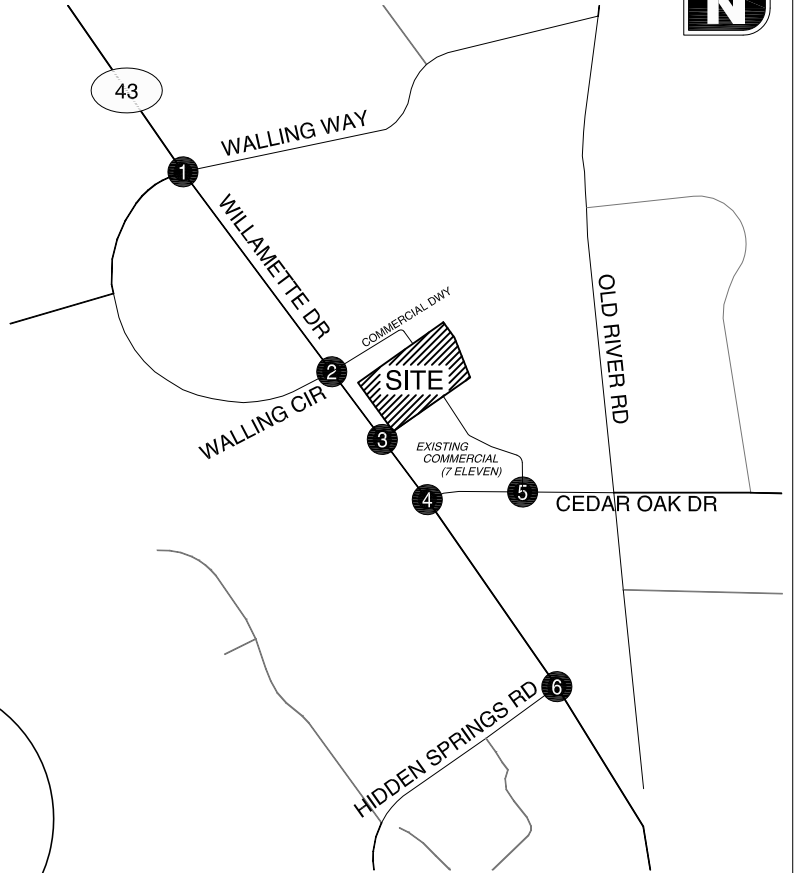 N
43
WALLING WAY
1
WILLAMETTE DR
COMMERCIAL DWY
OLD RIVER RD
2
SITE
WALLING CIR
3
EXISTING
COMMERCIAL
(7 ELEVEN)
4
5
CEDAR OAK DR
6
HIDDEN SPRINGS RD